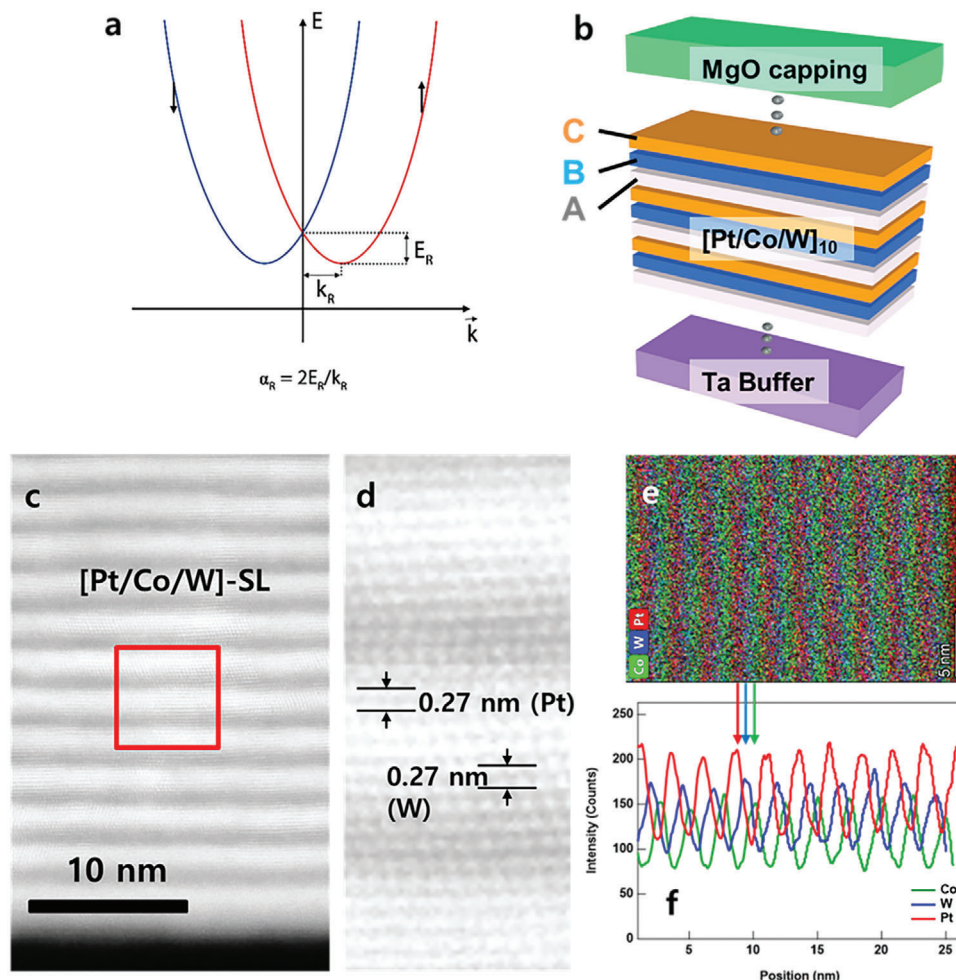 a
E
E_R
k_R
k
α_R = 2E_R/k_R
b
MgO capping
C
B
A
[Pt/Co/W]₁₀
Ta Buffer
c
[Pt/Co/W]-SL
10 nm
d
0.27 nm (Pt)
0.27 nm
(W)
e
Co W Pt
5 nm
250
200
150
100
50
0
Intensity (Counts)
f
Co
W
Pt
5 10 15 20 25
Position (nm)